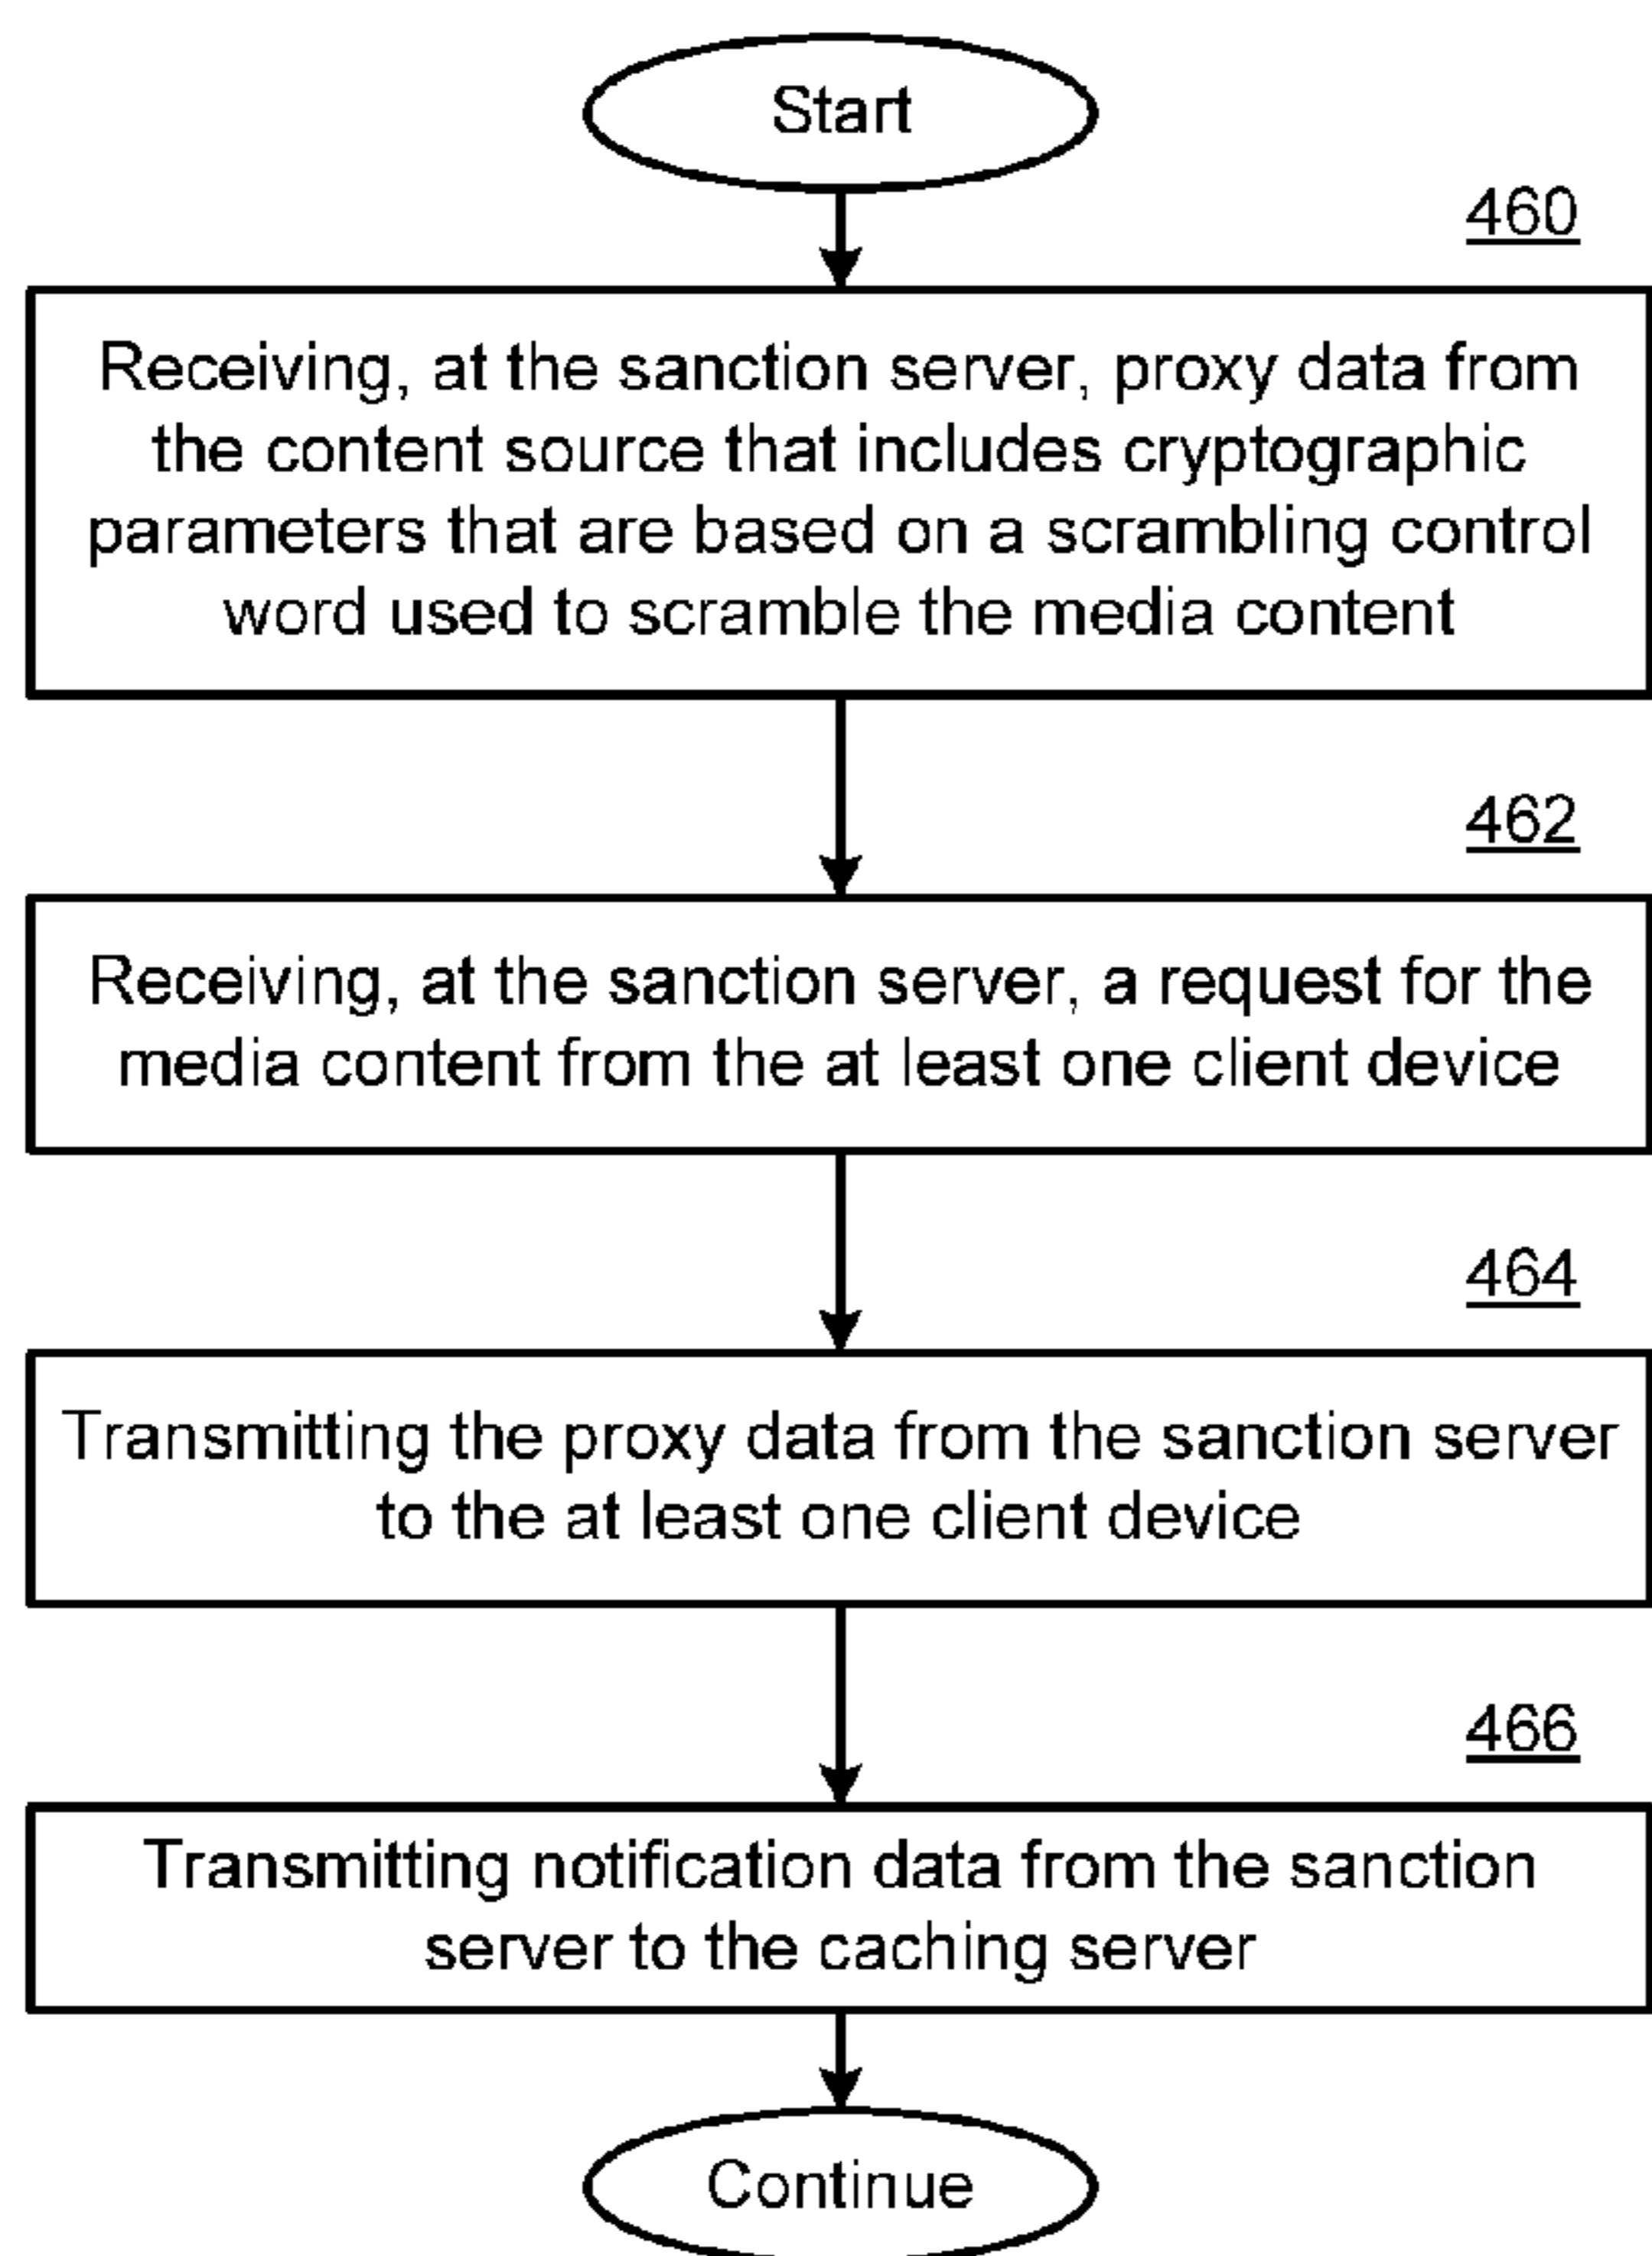 Start
460
Receiving, at the sanction server, proxy data from
the content source that includes cryptographic
parameters that are based on a scrambling control
word used to scramble the media content
462
Receiving, at the sanction server, a request for the
media content from the at least one client device
464
Transmitting the proxy data from the sanction server
to the at least one client device
466
Transmitting notification data from the sanction
server to the caching server
Continue